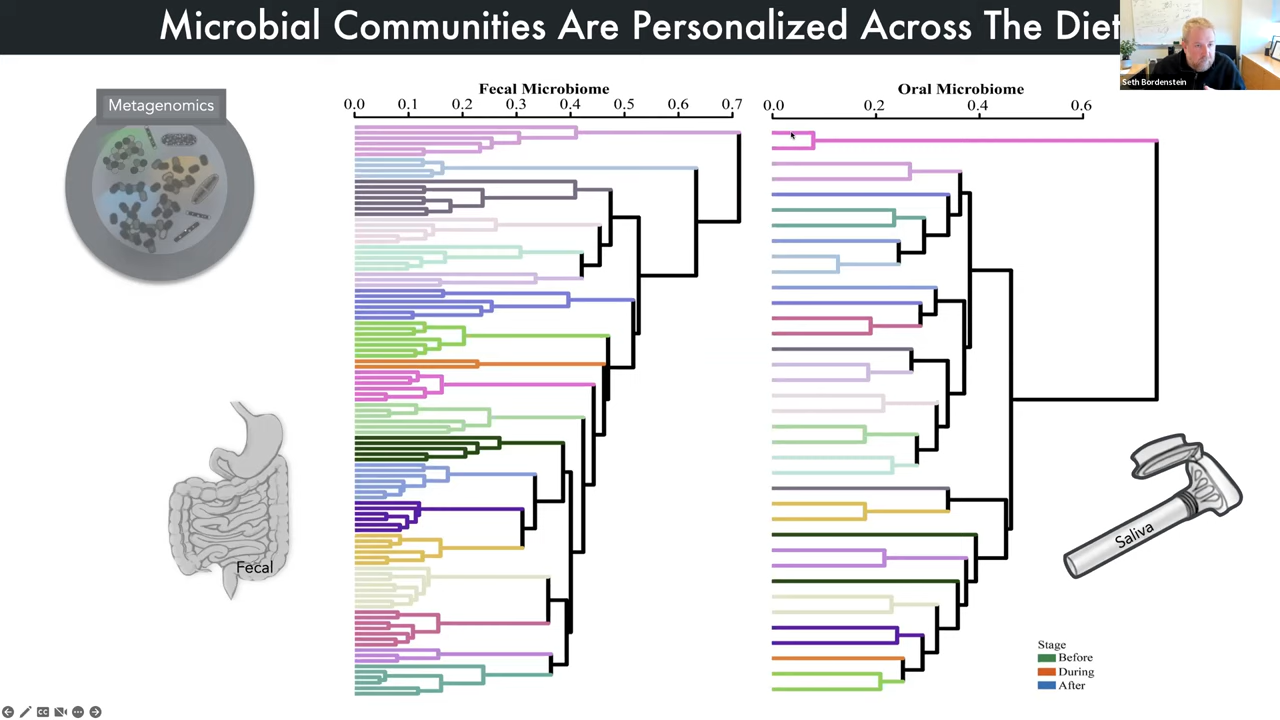 Microbial Communities Are Personalized Across The Diet
Seth Bordenstein
Metagenomics
Fecal Microbiome
0.0 0.1 0.2 0.3 0.4 0.5 0.6 0.7
Oral Microbiome
0.0 0.2 0.4 0.6
Fecal
Saliva
Stage
Before
During
After